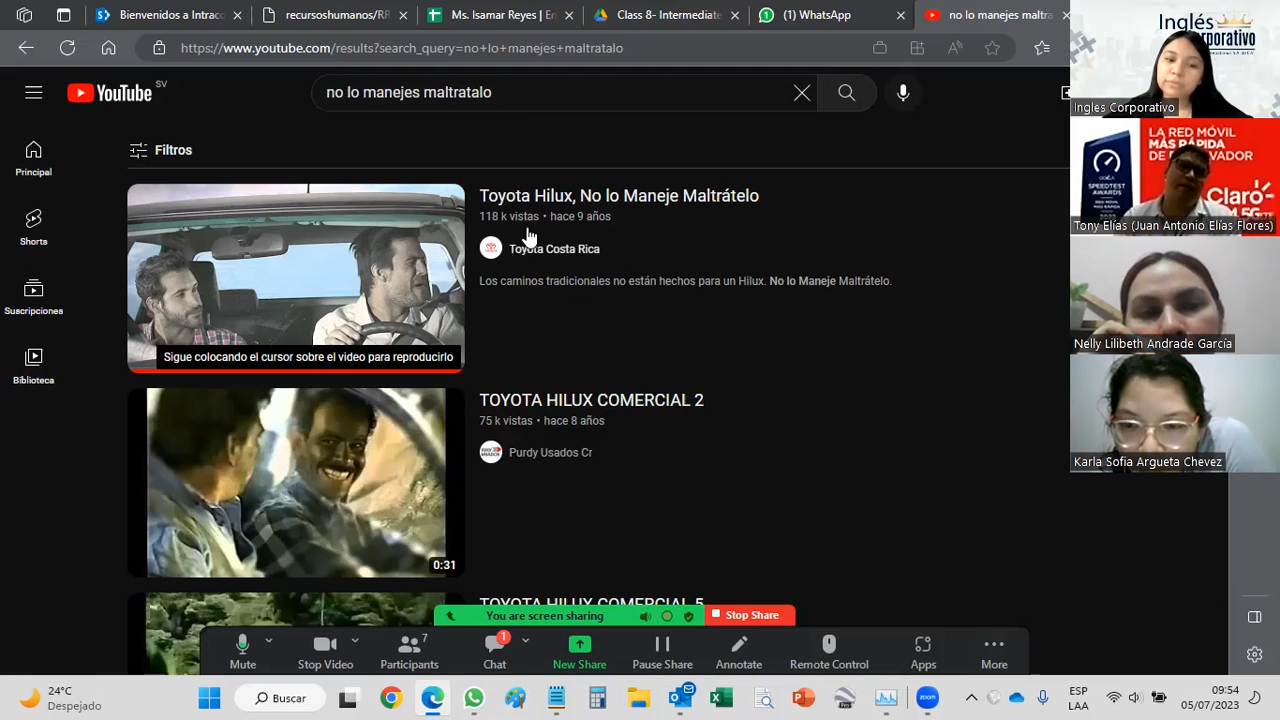 Bienvenidos a Intracc
recursoshumanos/RR
Ms. Isamar Reyes | En
Class 8- Intermediate
(1) WhatsApp
no lo manejes maltra
https://www.youtube.com/results?search_query=no+lo+manejes+maltratalo
YouTube SV
no lo manejes maltratalo
Principal
Shorts
Suscripciones
Biblioteca
Filtros
Sigue colocando el cursor sobre el video para reproducirlo
Toyota Hilux, No lo Maneje Maltrátelo
118 k vistas • hace 9 años
Toyota Costa Rica
Los caminos tradicionales no están hechos para un Hilux. No lo Maneje Maltrátelo.
0:31
TOYOTA HILUX COMERCIAL 2
75 k vistas • hace 8 años
Purdy Usados Cr
TOYOTA HILUX COMERCIAL 5
Inglés
Corporativo
Ingles Corporativo
LA RED MÓVIL
MÁS RÁPIDA
SPEEDTEST
AWARDS
Claro
Tony Elías (Juan Antonio Elías Flores)
Nelly Lilibeth Andrade García
Karla Sofia Argueta Chevez
You are screen sharing
Stop Share
Mute
Stop Video
7
Participants
1
Chat
New Share
Pause Share
Annotate
Remote Control
Apps
More
24°C
Despejado
Buscar
zoom
ESP
LAA
09:54
05/07/2023